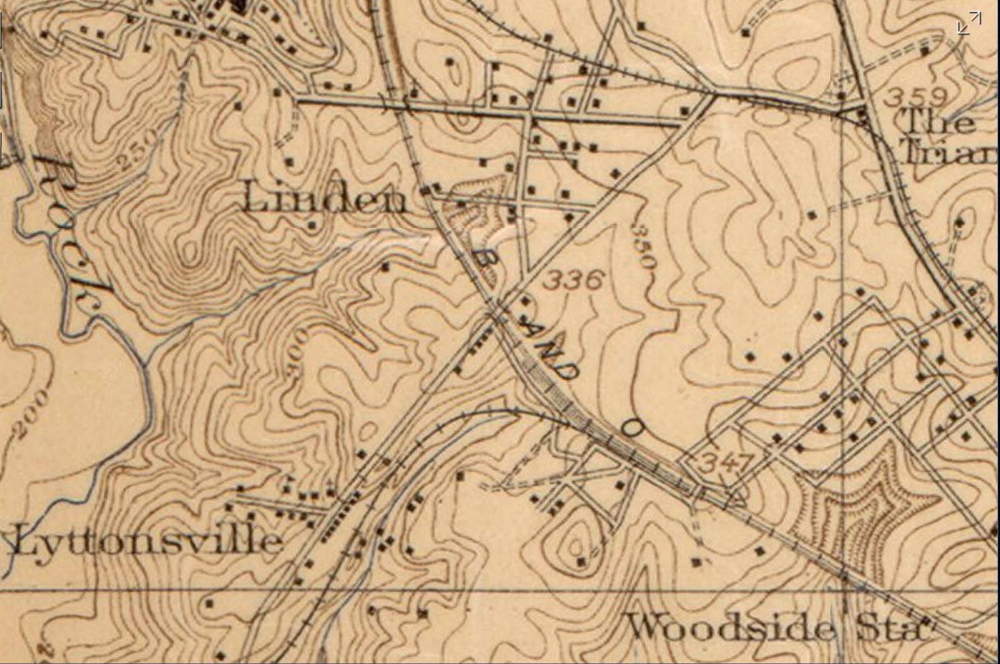 359
The
Trian
250
Rock
Linden
350
B
336
AND
300
200
O
347
Lyttonsville
Woodside Sta